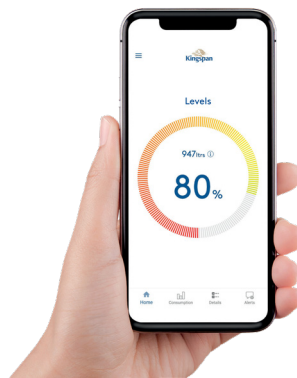 Kingspan
Levels
947ltrs
80%
Home Consumption Details Alerts